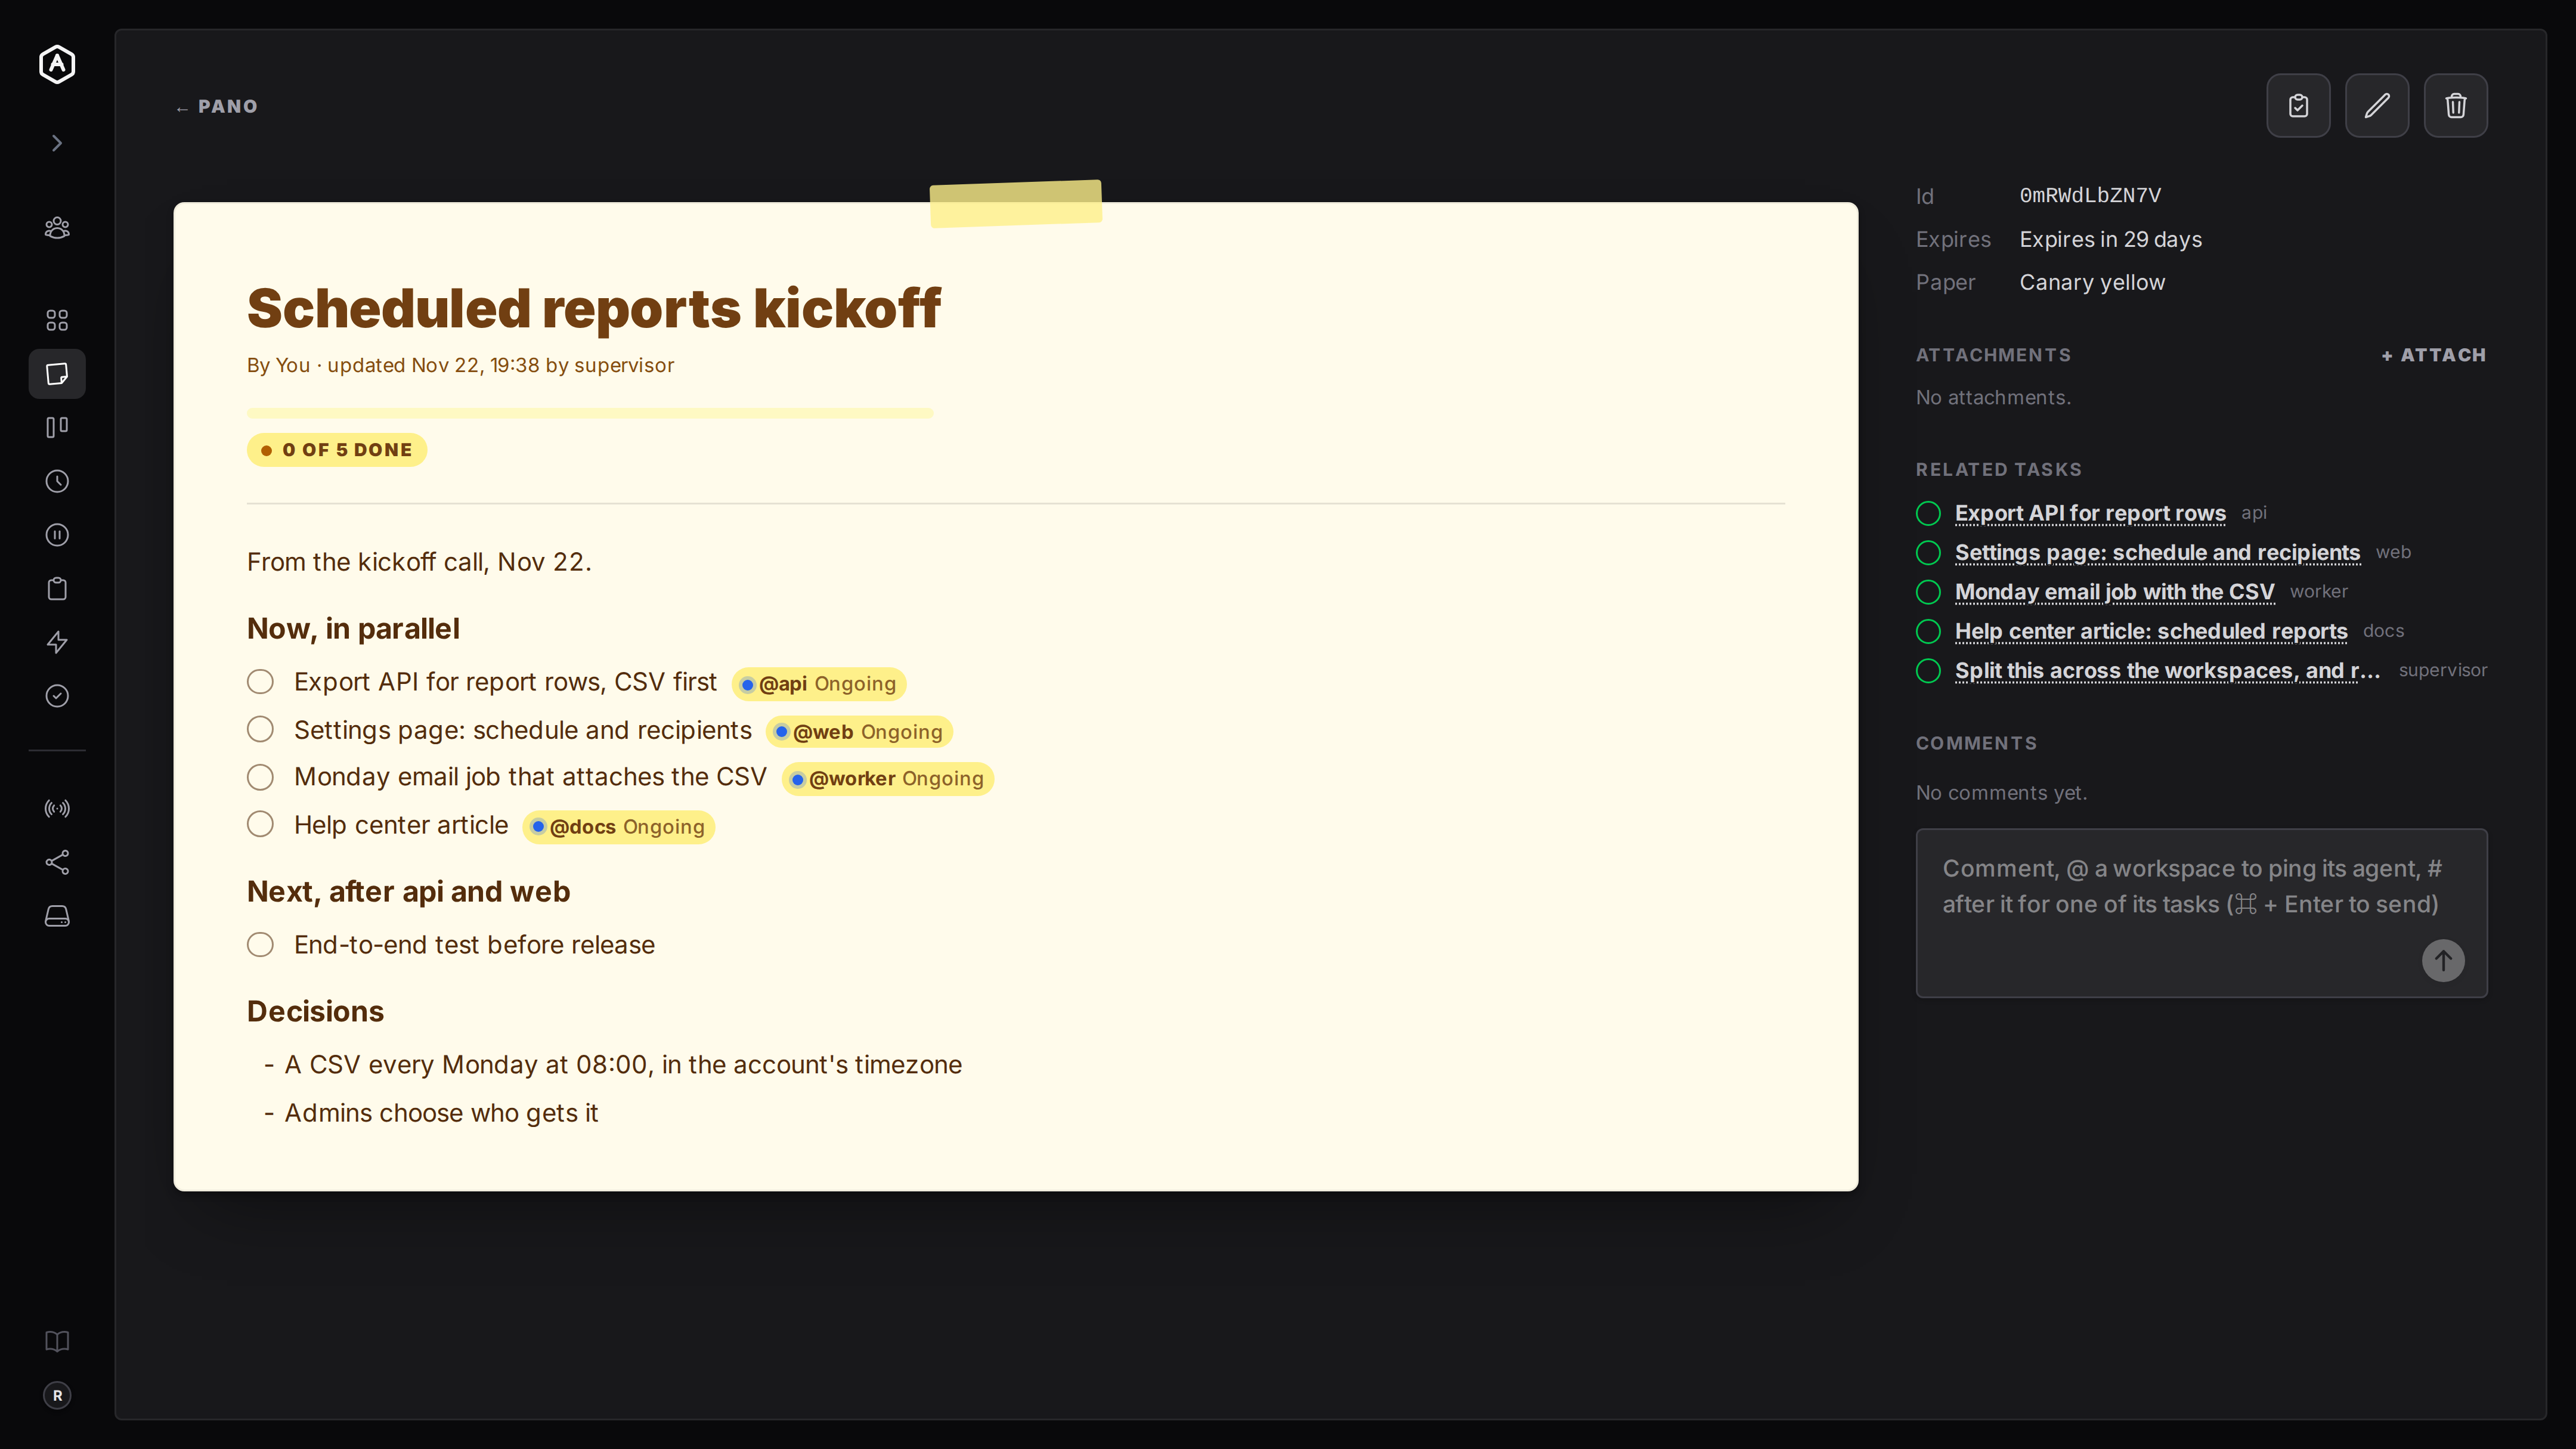 ← PANO
Scheduled reports kickoff
By You · updated Nov 22, 19:38 by supervisor
0 OF 5 DONE
From the kickoff call, Nov 22.
Now, in parallel
Export API for report rows, CSV first @api Ongoing
Settings page: schedule and recipients @web Ongoing
Monday email job that attaches the CSV @worker Ongoing
Help center article @docs Ongoing
Next, after api and web
End-to-end test before release
Decisions
- A CSV every Monday at 08:00, in the account's timezone
- Admins choose who gets it
Id 0mRWdLbZN7V
Expires Expires in 29 days
Paper Canary yellow
ATTACHMENTS + ATTACH
No attachments.
RELATED TASKS
Export API for report rows api
Settings page: schedule and recipients web
Monday email job with the CSV worker
Help center article: scheduled reports docs
Split this across the workspaces, and r... supervisor
COMMENTS
No comments yet.
Comment, @ a workspace to ping its agent, #
after it for one of its tasks (⌘ + Enter to send)
A
R